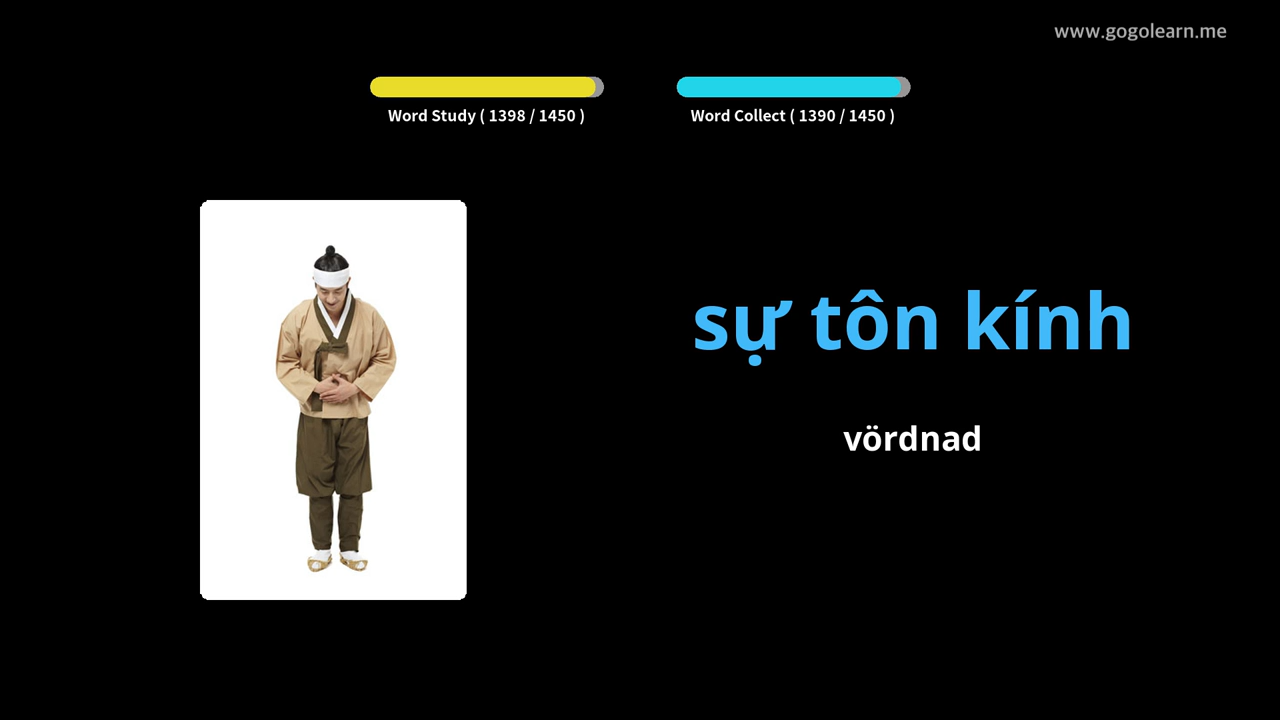 www.gogolearn.me
Word Study ( 1398 / 1450 )
Word Collect ( 1390 / 1450 )
sự tôn kính
vördnad